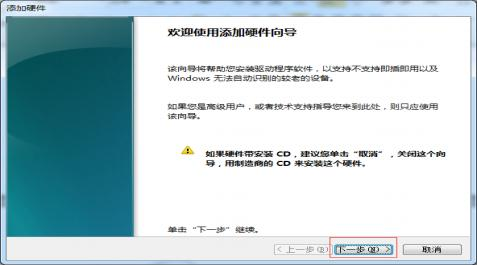 添加硬件
欢迎使用添加硬件向导
该向导将帮助您安装驱动程序软件，以支持不支持即插即用以及
Windows 无法自动识别的较老的设备。
如果您是高级用户，或者技术支持指导您来到此处，则只应使用
该向导。
如果硬件带安装 CD，建议您单击“取消”，关闭这个向
导，用制造商的 CD 来安装这个硬件。
单击“下一步”继续。
< 上一步(B) 下一步(N) > 取消